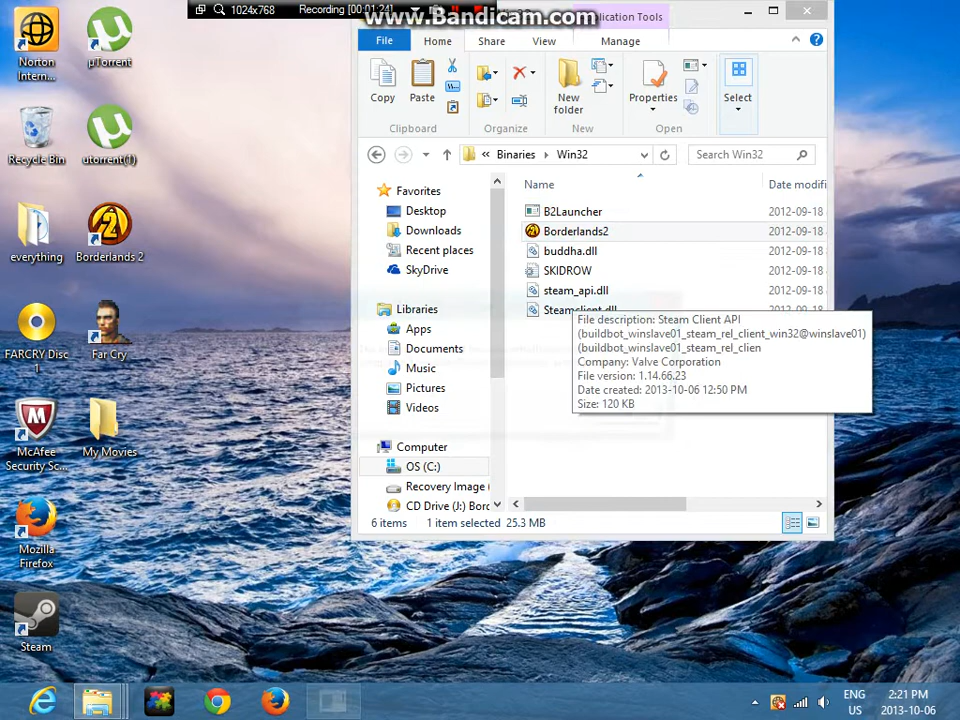 1024x768
Recording [00:01:24]
www.Bandicam.com
Application Tools
File
Home
Share
View
Manage
Copy
Paste
New
folder
Properties
Select
Clipboard
Organize
New
Open
« Binaries
Win32
Search Win32
Favorites
Desktop
Downloads
Recent places
SkyDrive
Libraries
Apps
Documents
Music
Pictures
Videos
Computer
OS (C:)
Recovery Image (
CD Drive (J:) Bord
Name
Date modifi
B2Launcher
2012-09-18
Borderlands2
2012-09-18
buddha.dll
2012-09-18
SKIDROW
2012-09-18
steam_api.dll
2012-09-18
Steamclient.dll
2012-09-18
File description: Steam Client API
(buildbot_winslave01_steam_rel_client_win32@winslave01)
(buildbot_winslave01_steam_rel_clien
Company: Valve Corporation
File version: 1.14.66.23
Date created: 2013-10-06 12:50 PM
Size: 120 KB
6 items
1 item selected 25.3 MB
Norton
Intern...
µTorrent
Recycle Bin
utorrent(1)
everything
Borderlands 2
FARCRY Disc
1
Far Cry
McAfee
Security Sc...
My Movies
Mozilla
Firefox
Steam
ENG
US
2:21 PM
2013-10-06